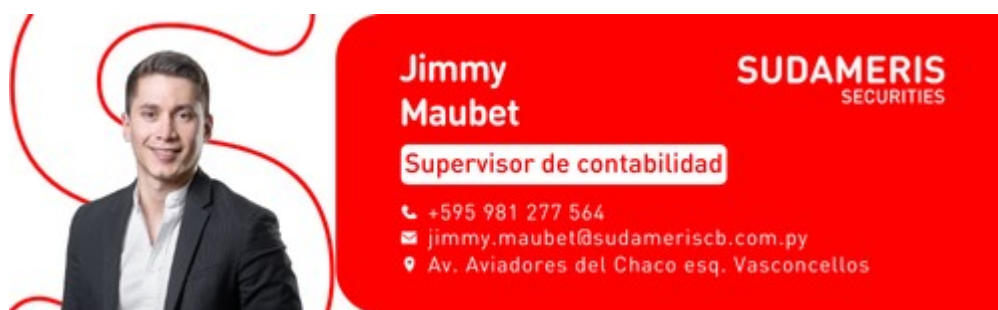 Jimmy
Maubet
SUDAMERIS
SECURITIES
Supervisor de contabilidad
+595 981 277 564
jimmy.maubet@sudameriscb.com.py
Av. Aviadores del Chaco esq. Vasconcellos